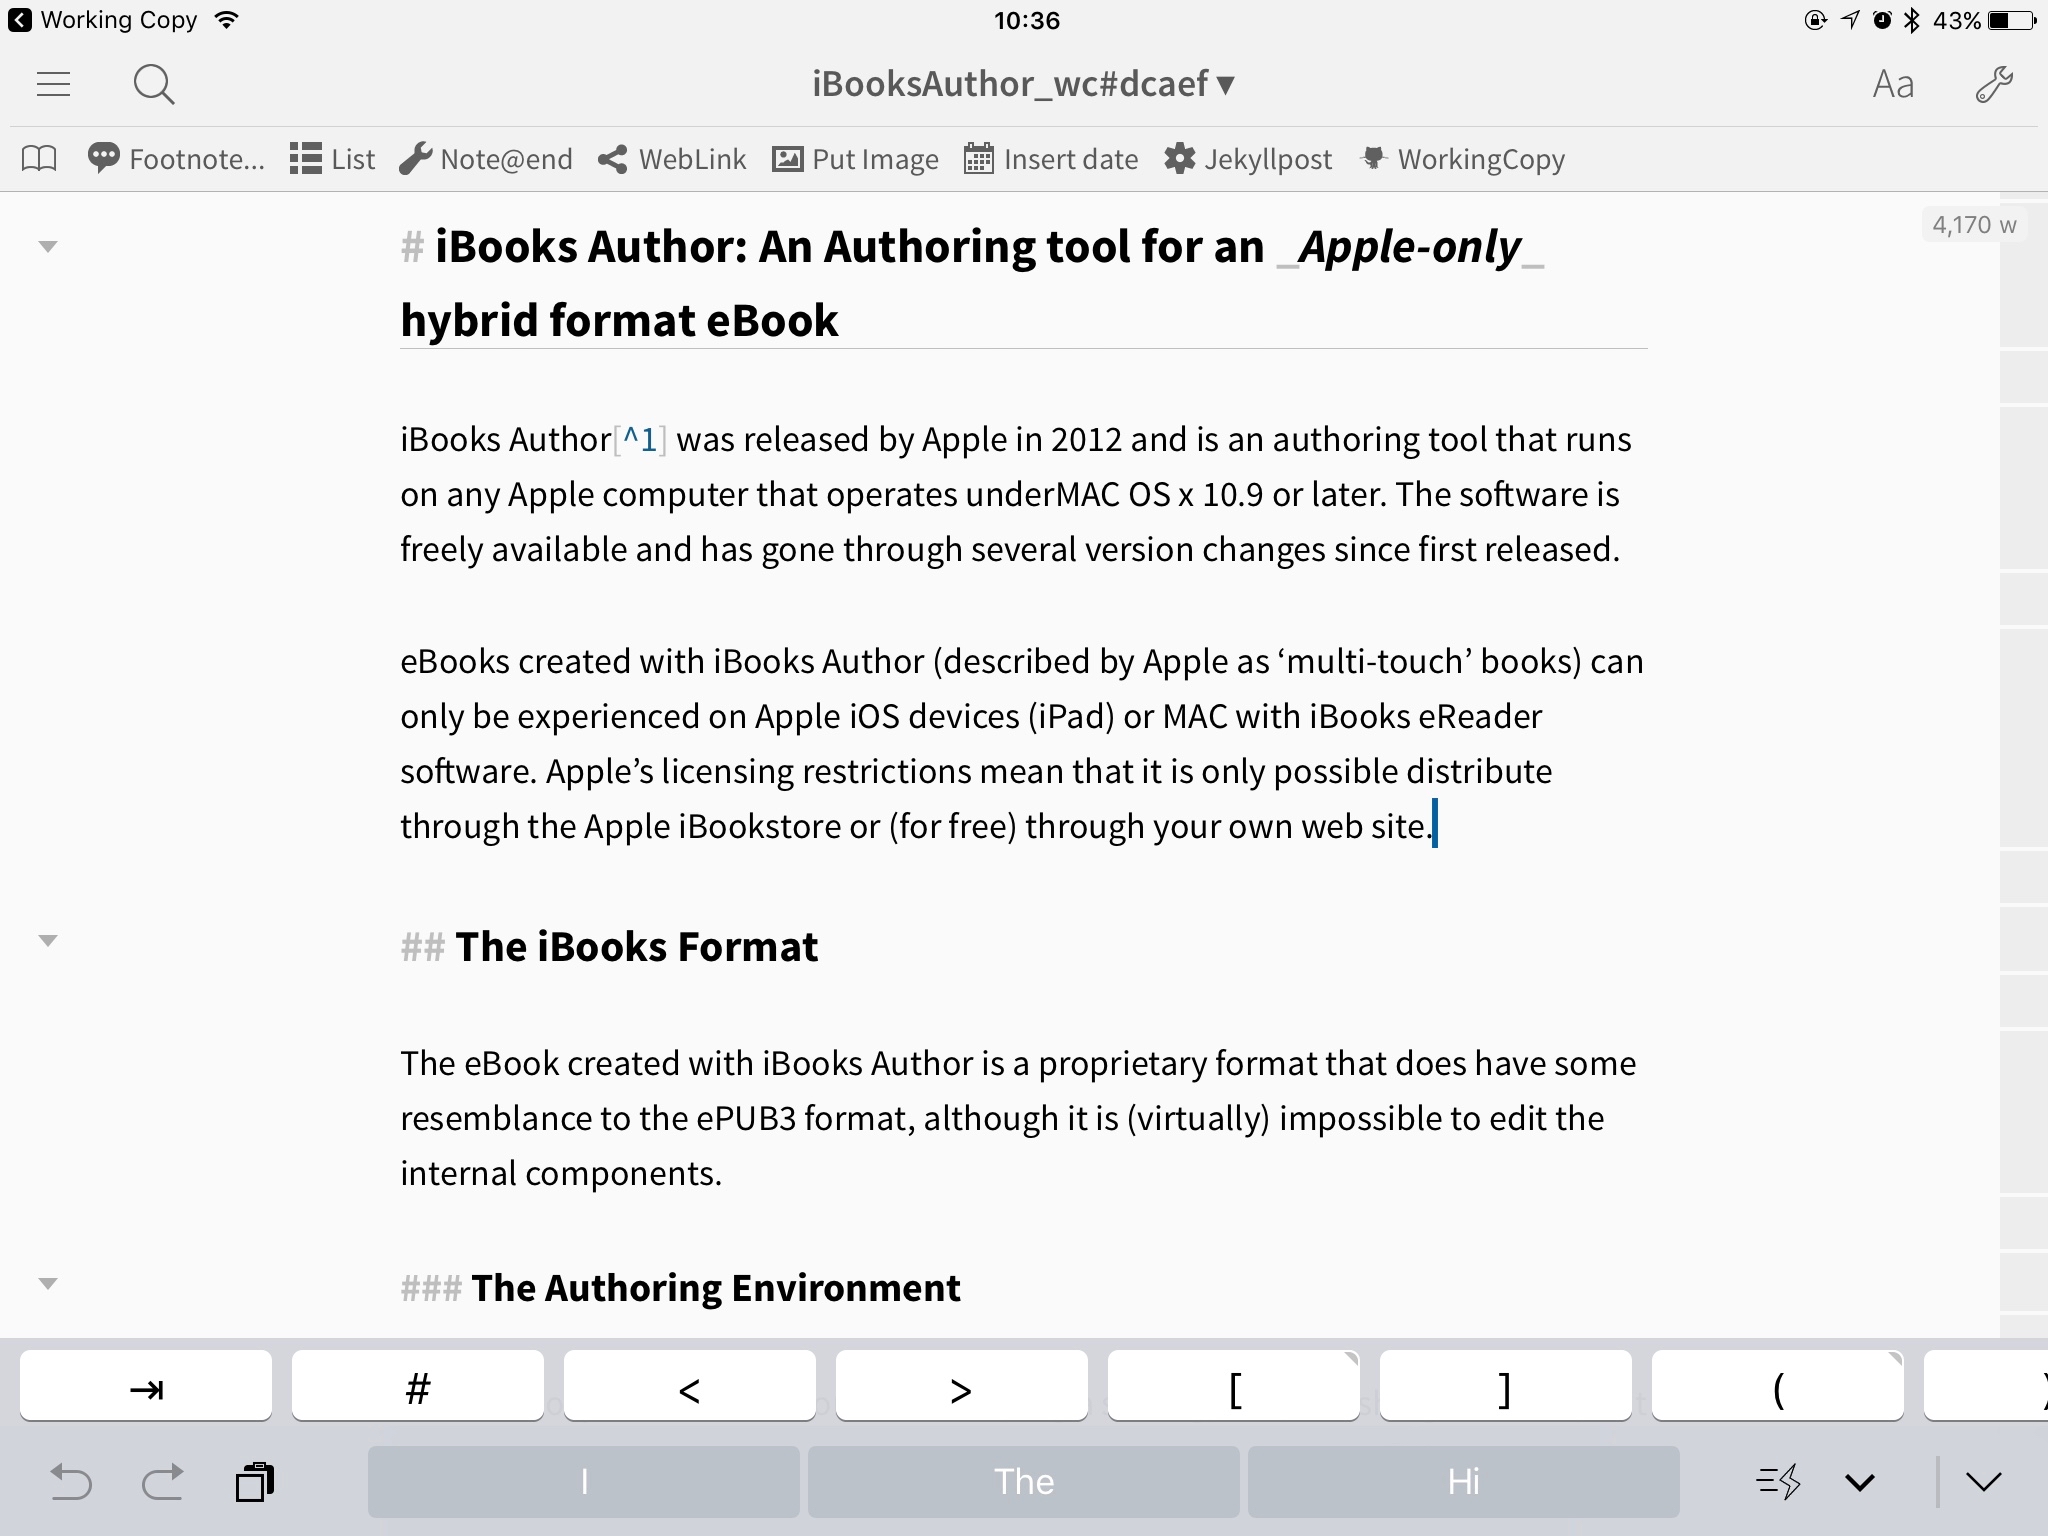 Working Copy 10:36 43%
iBooksAuthor_wc#dcaef ▾ Aa
Footnote... List Note@end WebLink Put Image Insert date Jekyllpost WorkingCopy
4,170 w
# iBooks Author: An Authoring tool for an _Apple-only_
hybrid format eBook
iBooks Author[^1] was released by Apple in 2012 and is an authoring tool that runs
on any Apple computer that operates underMAC OS x 10.9 or later. The software is
freely available and has gone through several version changes since first released.
eBooks created with iBooks Author (described by Apple as ‘multi-touch’ books) can
only be experienced on Apple iOS devices (iPad) or MAC with iBooks eReader
software. Apple’s licensing restrictions mean that it is only possible distribute
through the Apple iBookstore or (for free) through your own web site.
## The iBooks Format
The eBook created with iBooks Author is a proprietary format that does have some
resemblance to the ePUB3 format, although it is (virtually) impossible to edit the
internal components.
### The Authoring Environment
# < > [ ] ( )
I The Hi